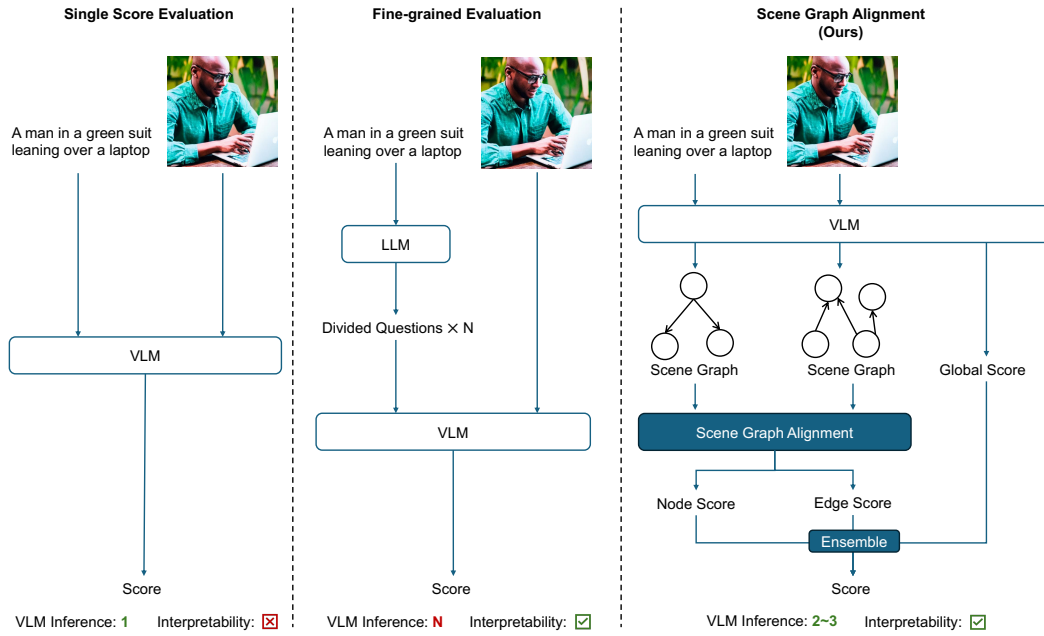 Single Score Evaluation
A man in a green suit
leaning over a laptop
VLM
Score
VLM Inference: 1
Interpretability:
Fine-grained Evaluation
A man in a green suit
leaning over a laptop
LLM
Divided Questions × N
VLM
Score
VLM Inference: N
Interpretability:
Scene Graph Alignment
(Ours)
A man in a green suit
leaning over a laptop
VLM
Scene Graph
Scene Graph
Global Score
Scene Graph Alignment
Node Score
Edge Score
Ensemble
Score
VLM Inference: 2~3
Interpretability: